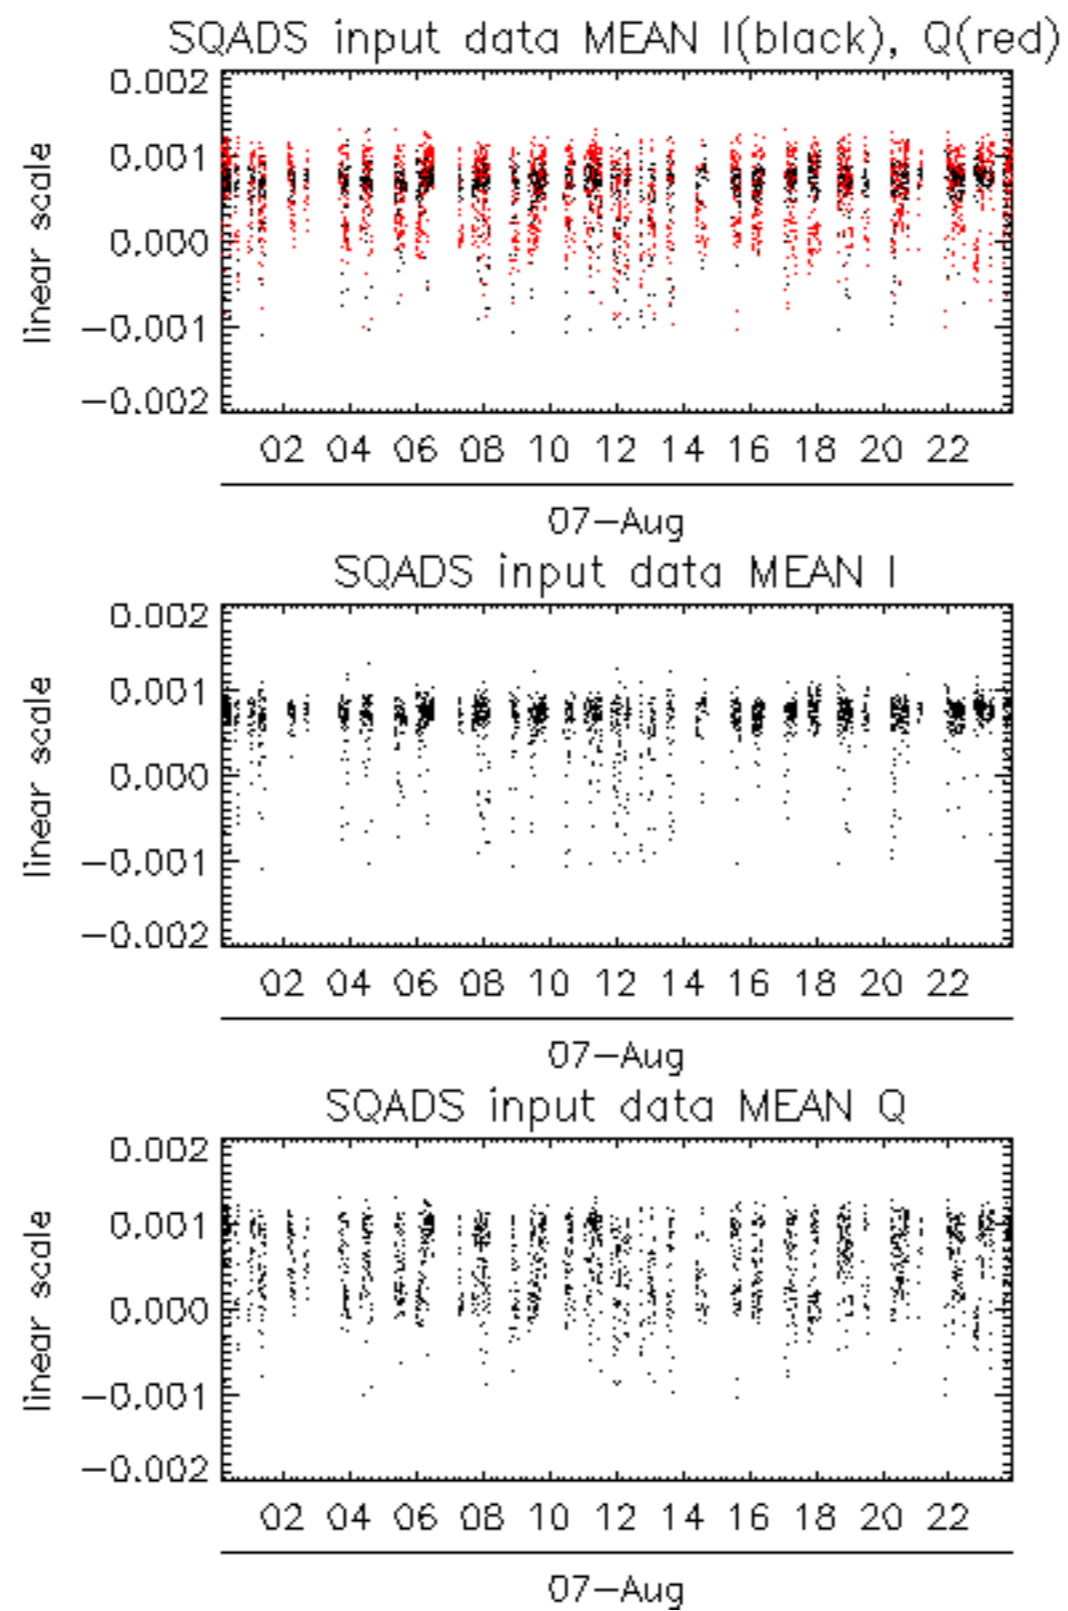 SQADS input data MEAN I(black), Q(red)
0.002
0.001
0.000
−0.001
−0.002
linear scale
02 04 06 08 10 12 14 16 18 20 22
07−Aug
SQADS input data MEAN I
0.002
0.001
0.000
−0.001
−0.002
linear scale
02 04 06 08 10 12 14 16 18 20 22
07−Aug
SQADS input data MEAN Q
0.002
0.001
0.000
−0.001
−0.002
linear scale
02 04 06 08 10 12 14 16 18 20 22
07−Aug